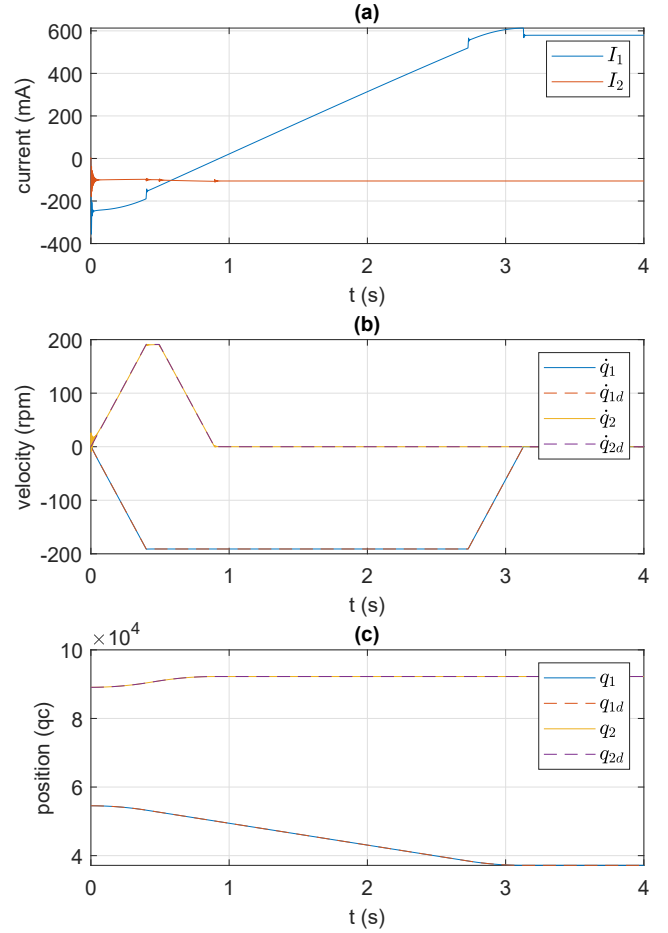 (a)
600
400
200
0
-200
-400
current (mA)
I₁
I₂
0 1 2 3 4
t (s)
(b)
200
100
0
-100
-200
velocity (rpm)
q̇₁
q̇₁d
q̇₂
q̇₂d
0 1 2 3 4
t (s)
(c)
×10⁴
10
8
6
4
position (qc)
q₁
q₁d
q₂
q₂d
0 1 2 3 4
t (s)